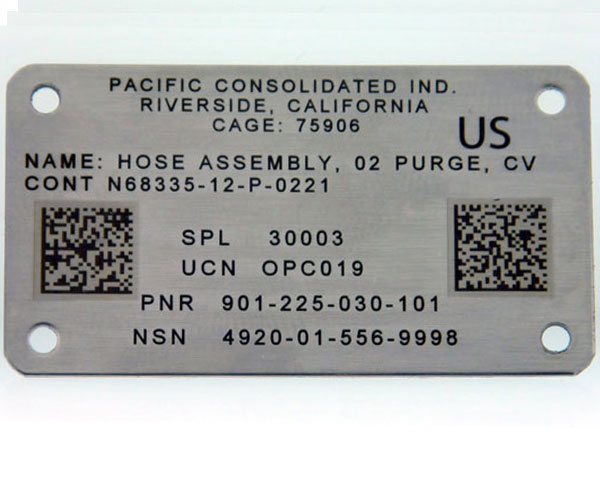 PACIFIC CONSOLIDATED IND.
RIVERSIDE, CALIFORNIA
CAGE: 75906
US
NAME: HOSE ASSEMBLY, 02 PURGE, CV
CONT N68335-12-P-0221
SPL 30003
UCN OPC019
PNR 901-225-030-101
NSN 4920-01-556-9998